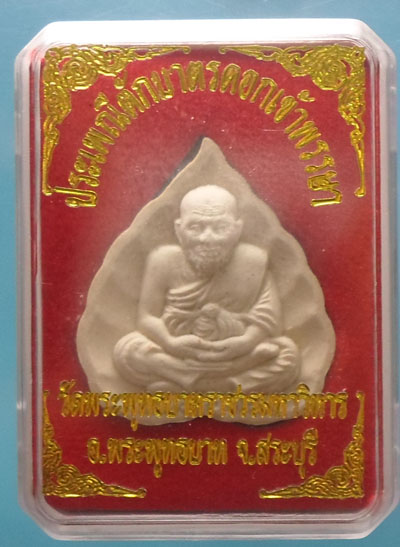 ประเพณีตักบาตรดอกเข้าพรรษา
วัดพระพุทธบาทราชวรมหาวิหาร
อ.พระพุทธบาท จ.สระบุรี